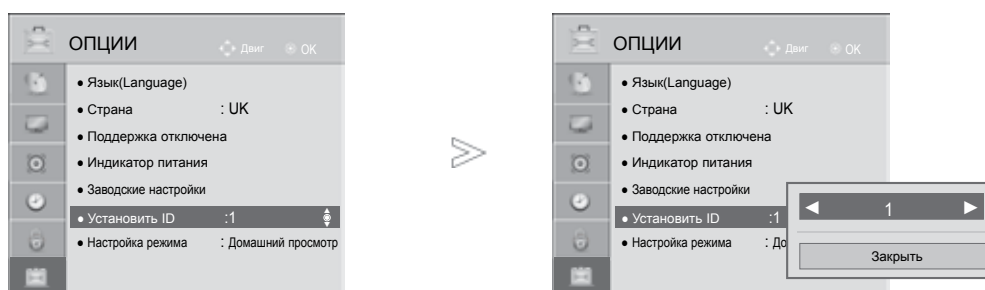 ОПЦИИ Двиг OK
● Язык(Language)
● Страна : UK
● Поддержка отключена
● Индикатор питания
● Заводские настройки
● Установить ID :1
● Настройка режима : Домашний просмотр
ОПЦИИ Двиг OK
● Язык(Language)
● Страна : UK
● Поддержка отключена
● Индикатор питания
● Заводские настройки
● Установить ID :1
● Настройка режима : До
◄ 1 ►
Закрыть